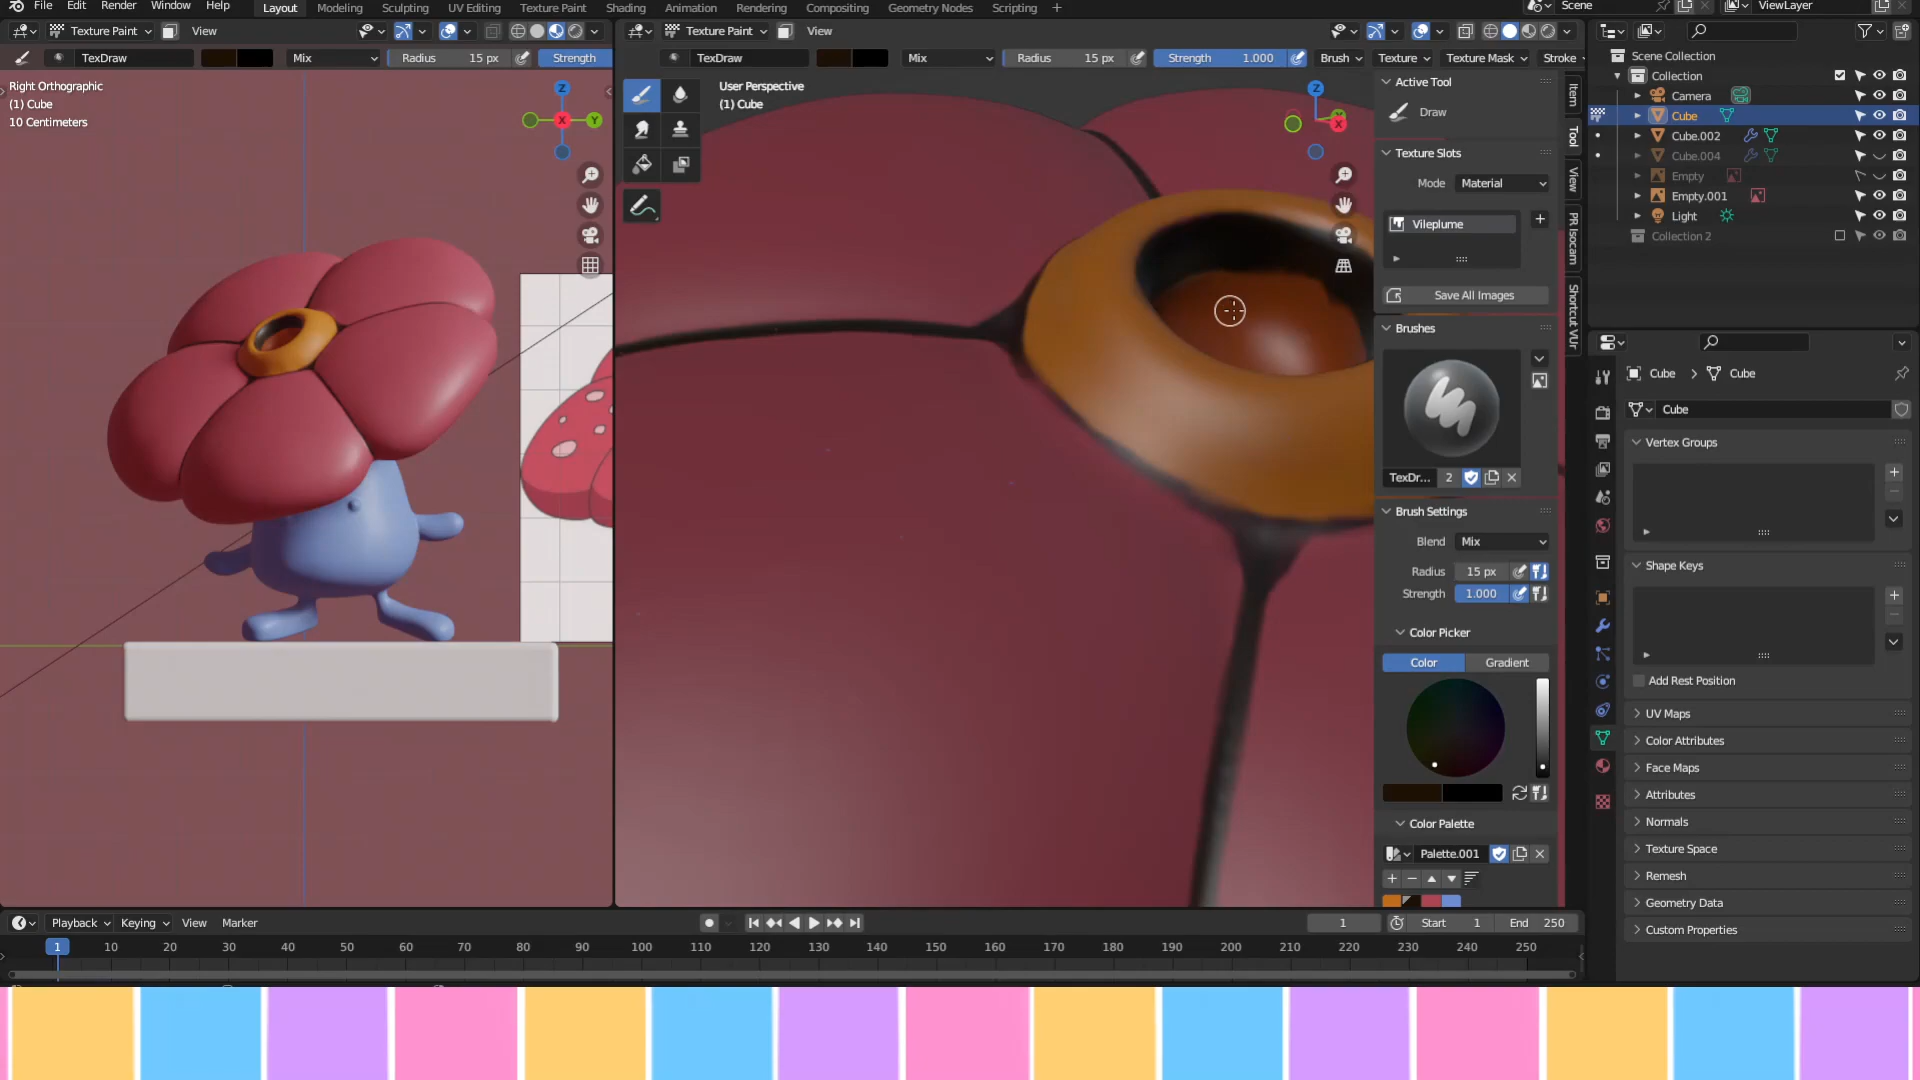 File Edit Render Window Help Layout Modeling Sculpting UV Editing Texture Paint Shading Animation Rendering Compositing Geometry Nodes Scripting + Scene ViewLayer
Texture Paint View Texture Paint View
TexDraw Mix Radius 15 px Strength TexDraw Mix Radius 15 px Strength 1.000 Brush Texture Texture Mask Stroke
Right Orthographic
(1) Cube
10 Centimeters
Z
X
Y
User Perspective
(1) Cube
Z
X
Active Tool
Draw
Texture Slots
Mode Material
Vileplume
Save All Images
Brushes
TexDr... 2
Brush Settings
Blend Mix
Radius 15 px
Strength 1.000
Color Picker
Color Gradient
Color Palette
Palette.001
Item
Tool
View
PR Isocam
Shortcut VUr
Scene Collection
Collection
Camera
Cube
Cube.002
Cube.004
Empty
Empty.001
Light
Collection 2
Cube Cube
Cube
Vertex Groups
Shape Keys
Add Rest Position
UV Maps
Color Attributes
Face Maps
Attributes
Normals
Texture Space
Remesh
Geometry Data
Custom Properties
Playback Keying View Marker 1 Start 1 End 250
1 10 20 30 40 50 60 70 80 90 100 110 120 130 140 150 160 170 180 190 200 210 220 230 240 250